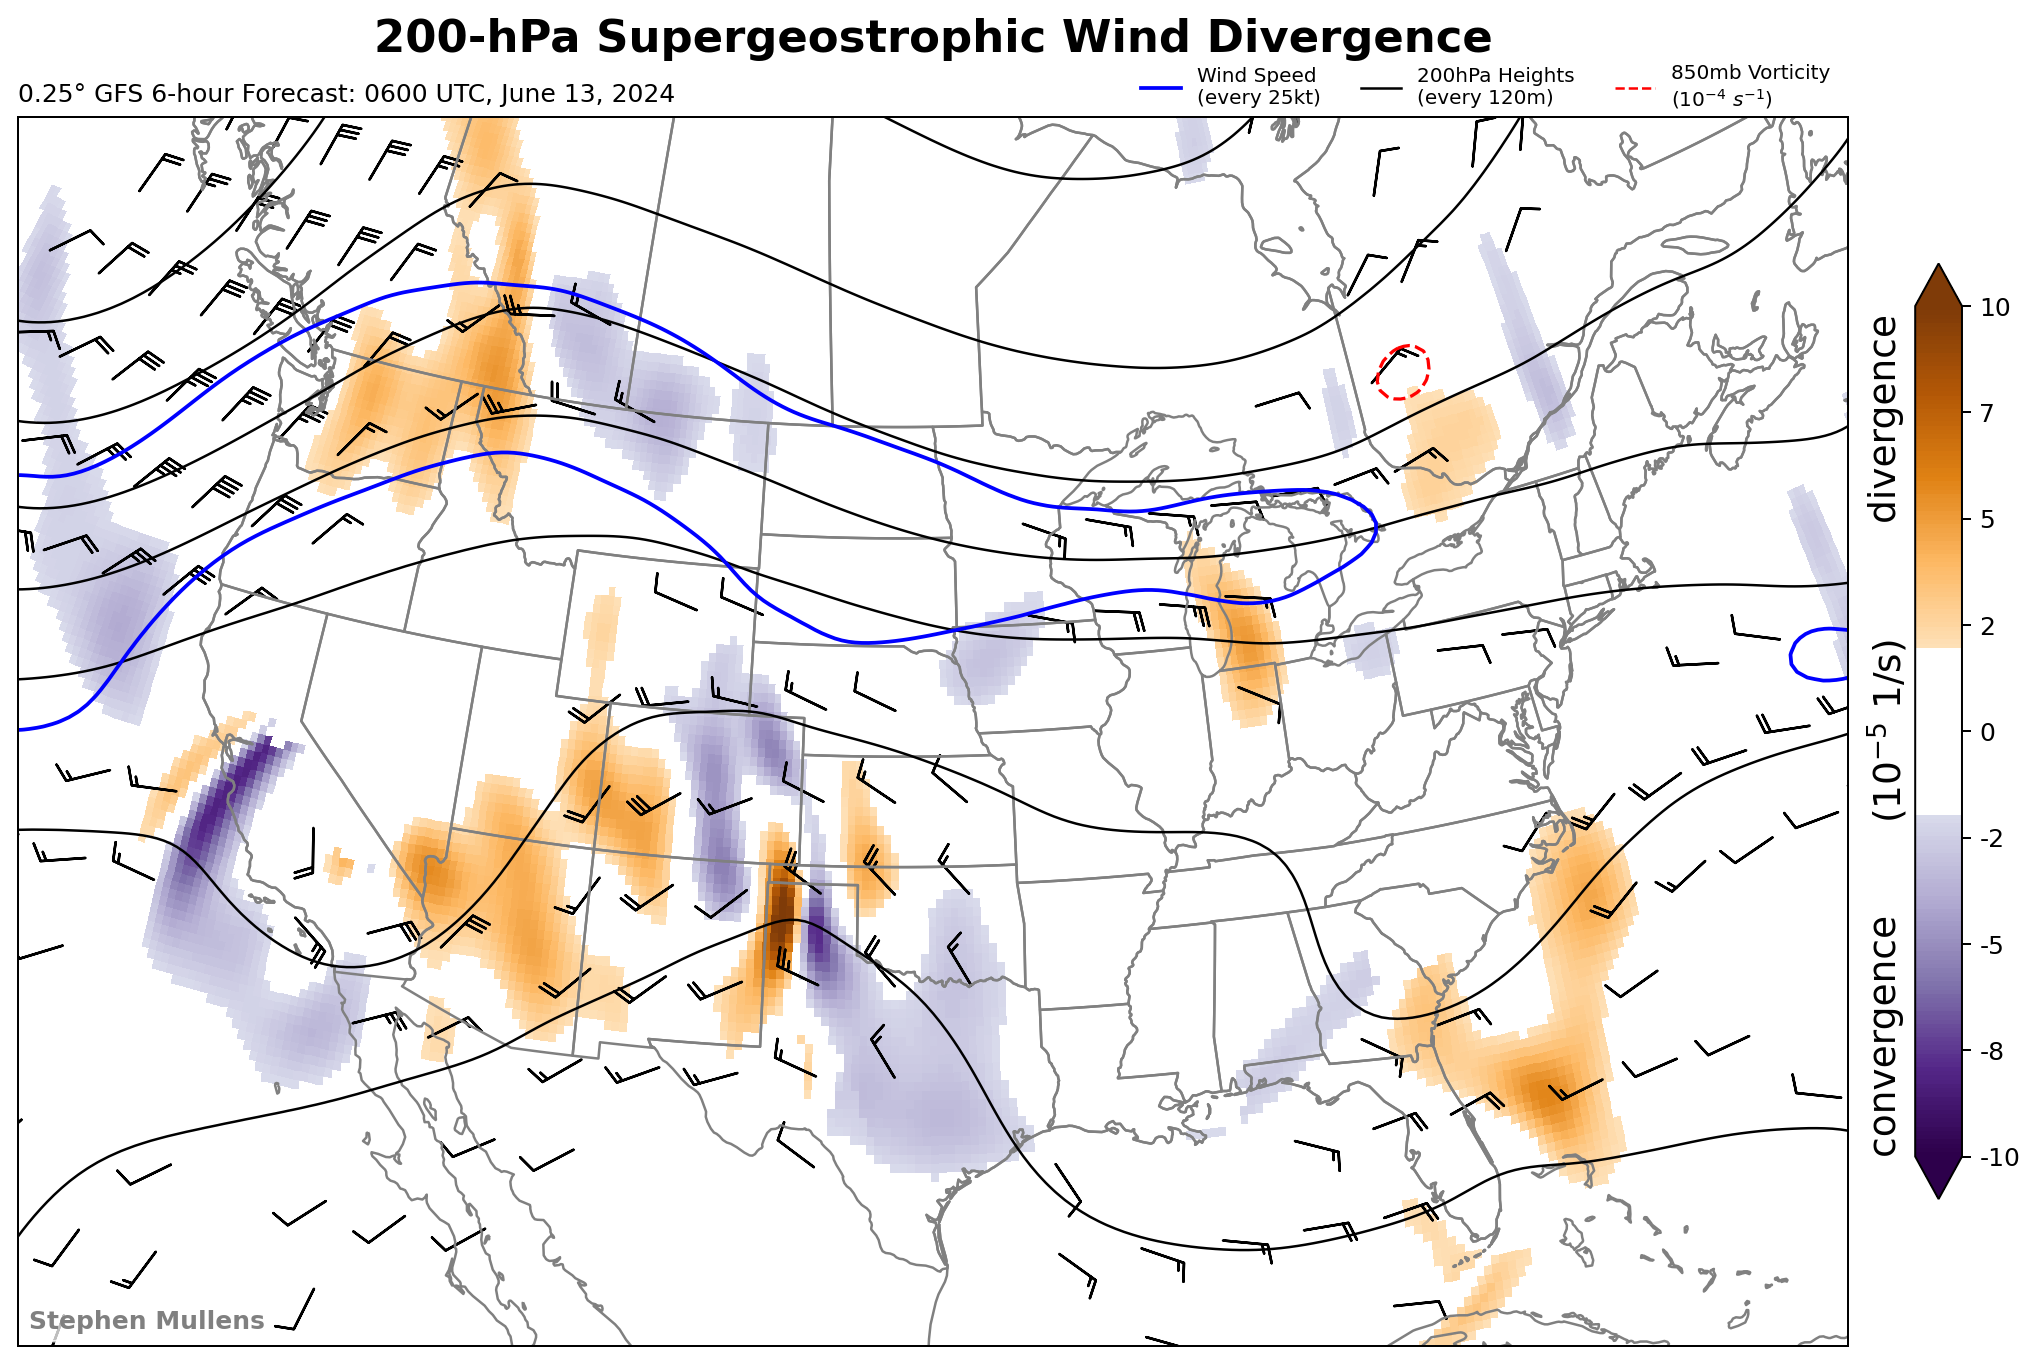 200-hPa Supergeostrophic Wind Divergence
0.25° GFS 6-hour Forecast: 0600 UTC, June 13, 2024
Wind Speed
(every 25kt)
200hPa Heights
(every 120m)
850mb Vorticity
(10⁻⁴ s⁻¹)
10
7
5
2
0
-2
-5
-8
-10
convergence (10⁻⁵ 1/s) divergence
Stephen Mullens